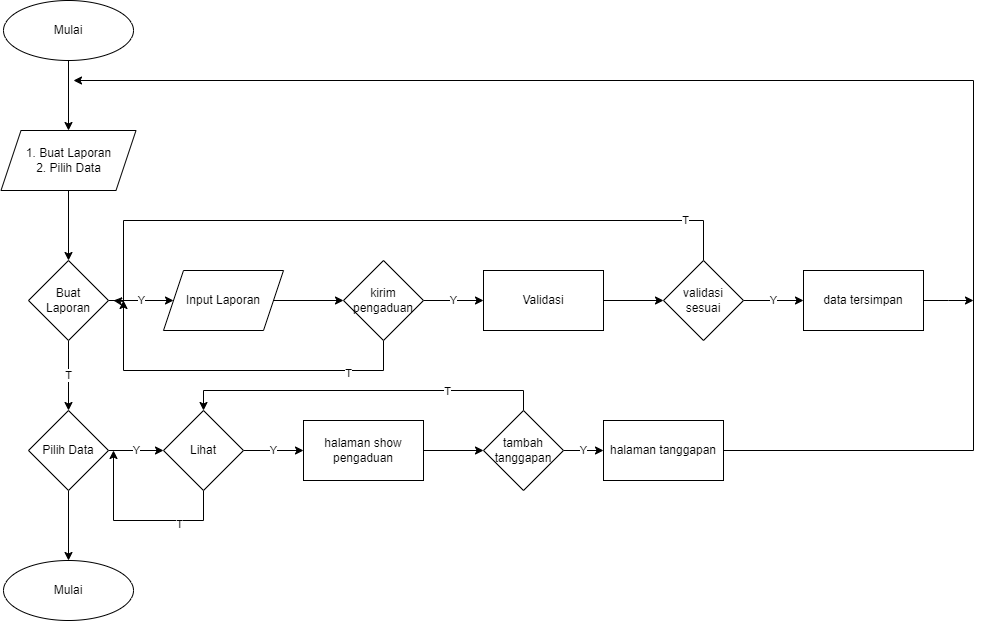 Mulai
1. Buat Laporan
2. Pilih Data
T
Buat
Laporan
Y
Input Laporan
kirim
pengaduan
Y
Validasi
validasi
sesuai
Y
data tersimpan
T
T
T
Pilih Data
Y
Lihat
Y
halaman show
pengaduan
tambah
tanggapan
Y
halaman tanggapan
T
Mulai